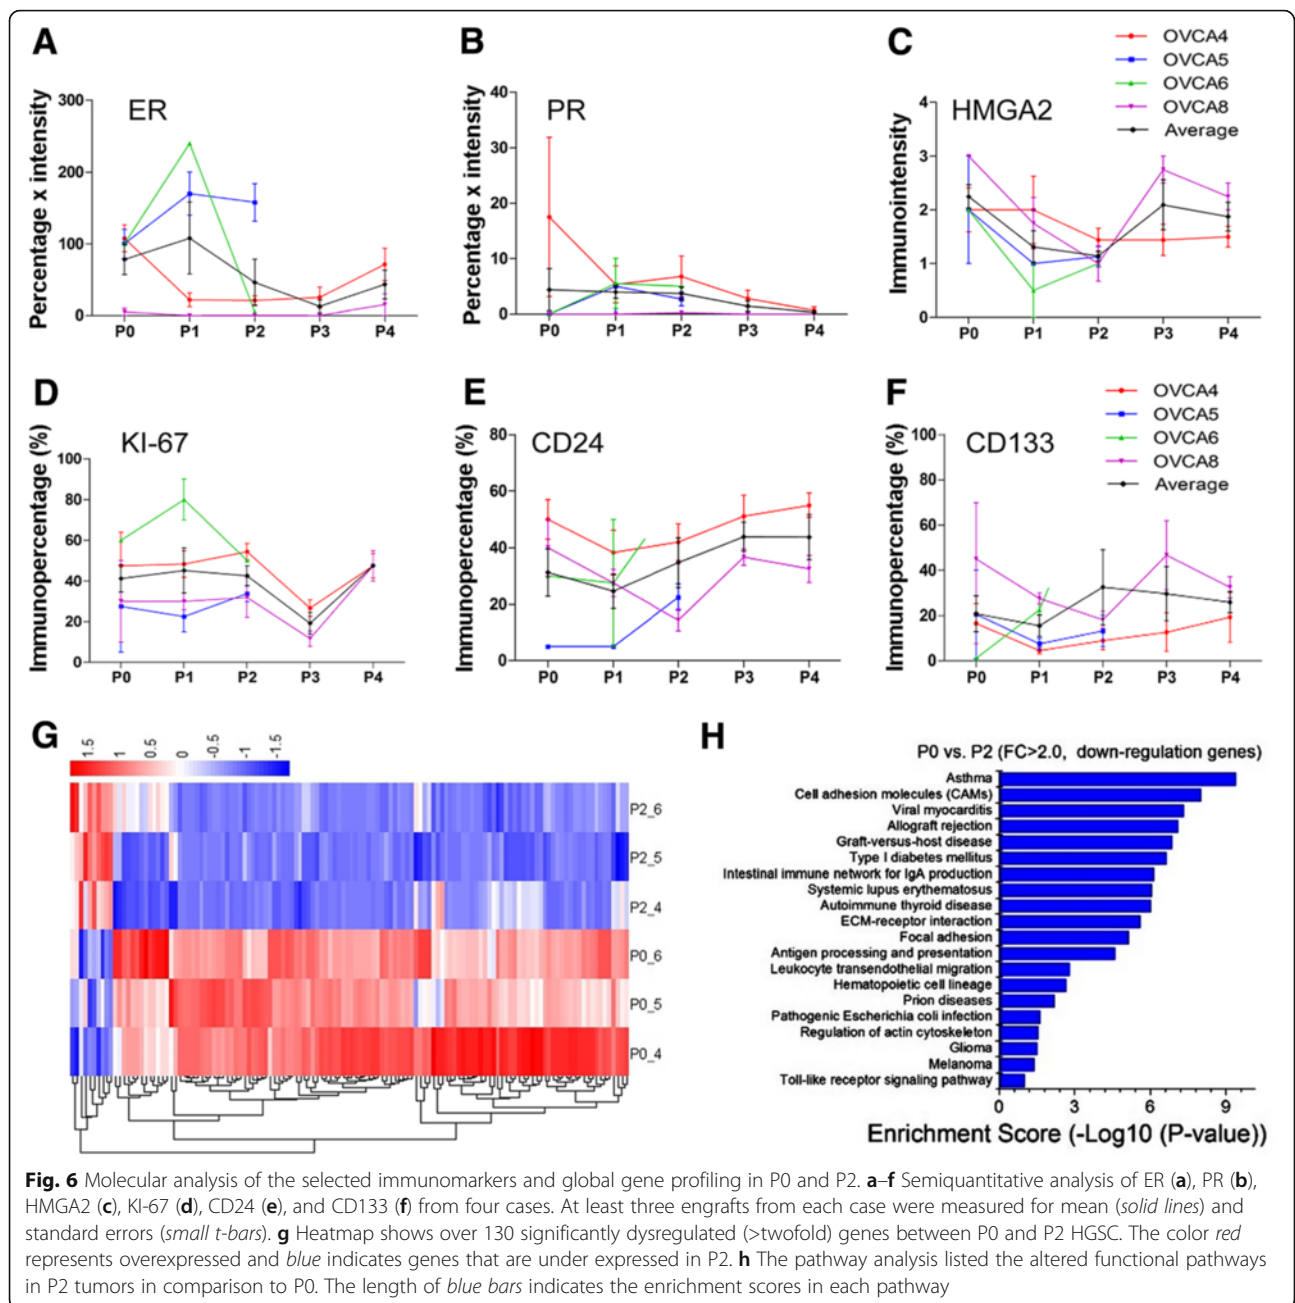 A
ER
Percentage x intensity
300
200
100
0
P0 P1 P2 P3 P4
B
PR
Percentage x intensity
40
30
20
10
0
P0 P1 P2 P3 P4
C
HMGA2
OVCA4
OVCA5
OVCA6
OVCA8
Average
Immunointensity
4
3
2
1
0
P0 P1 P2 P3 P4
D
KI-67
Immunopercentage (%)
100
80
60
40
20
0
P0 P1 P2 P3 P4
E
CD24
Immunopercentage (%)
80
60
40
20
0
P0 P1 P2 P3 P4
F
CD133
OVCA4
OVCA5
OVCA6
OVCA8
Average
Immunopercentage (%)
100
80
60
40
20
0
P0 P1 P2 P3 P4
G
1.5 1 0.5 0 -0.5 -1 -1.5
P2_6
P2_5
P2_4
P0_6
P0_5
P0_4
H
P0 vs. P2 (FC>2.0, down-regulation genes)
Asthma
Cell adhesion molecules (CAMs)
Viral myocarditis
Allograft rejection
Graft-versus-host disease
Type I diabetes mellitus
Intestinal immune network for IgA production
Systemic lupus erythematosus
Autoimmune thyroid disease
ECM-receptor interaction
Focal adhesion
Antigen processing and presentation
Leukocyte transendothelial migration
Hematopoietic cell lineage
Prion diseases
Pathogenic Escherichia coli infection
Regulation of actin cytoskeleton
Glioma
Melanoma
Toll-like receptor signaling pathway
0 3 6 9
Enrichment Score (-Log10 (P-value))
Fig. 6 Molecular analysis of the selected immunomarkers and global gene profiling in P0 and P2. a–f Semiquantitative analysis of ER (a), PR (b),
HMGA2 (c), KI-67 (d), CD24 (e), and CD133 (f) from four cases. At least three engrafts from each case were measured for mean (solid lines) and
standard errors (small t-bars). g Heatmap shows over 130 significantly dysregulated (>twofold) genes between P0 and P2 HGSC. The color red
represents overexpressed and blue indicates genes that are under expressed in P2. h The pathway analysis listed the altered functional pathways
in P2 tumors in comparison to P0. The length of blue bars indicates the enrichment scores in each pathway